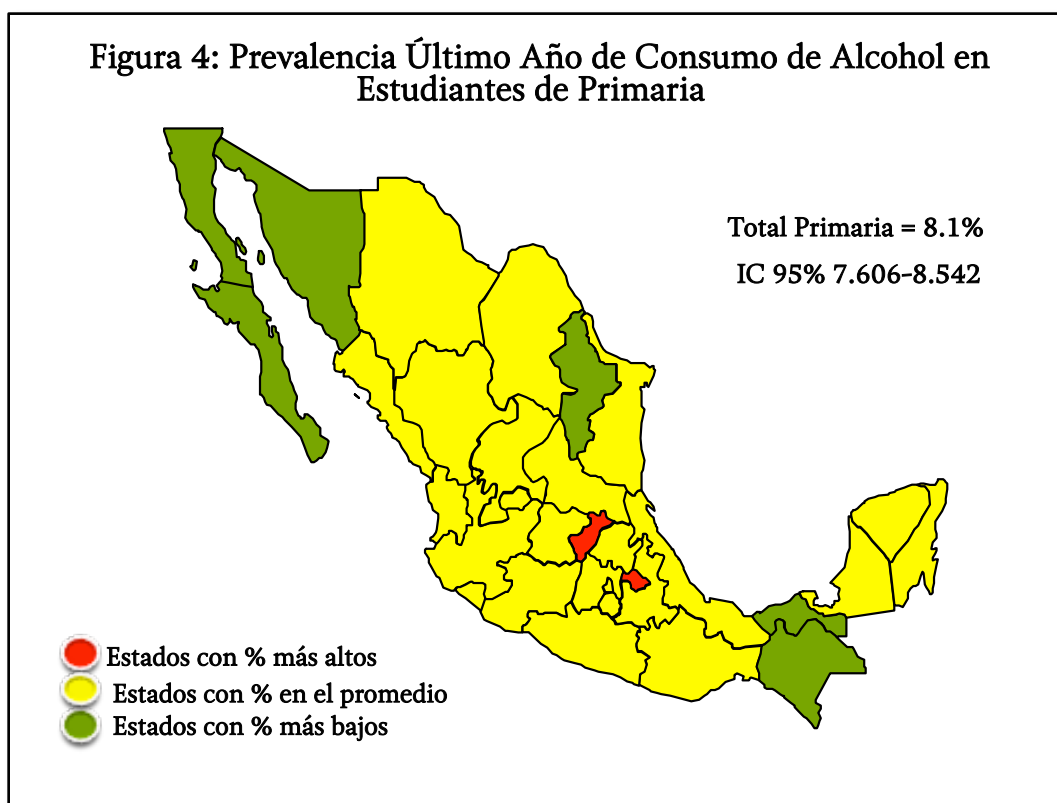 Figura 4: Prevalencia Último Año de Consumo de Alcohol en
Estudiantes de Primaria
Total Primaria = 8.1%
IC 95% 7.606-8.542
Estados con % más altos
Estados con % en el promedio
Estados con % más bajos